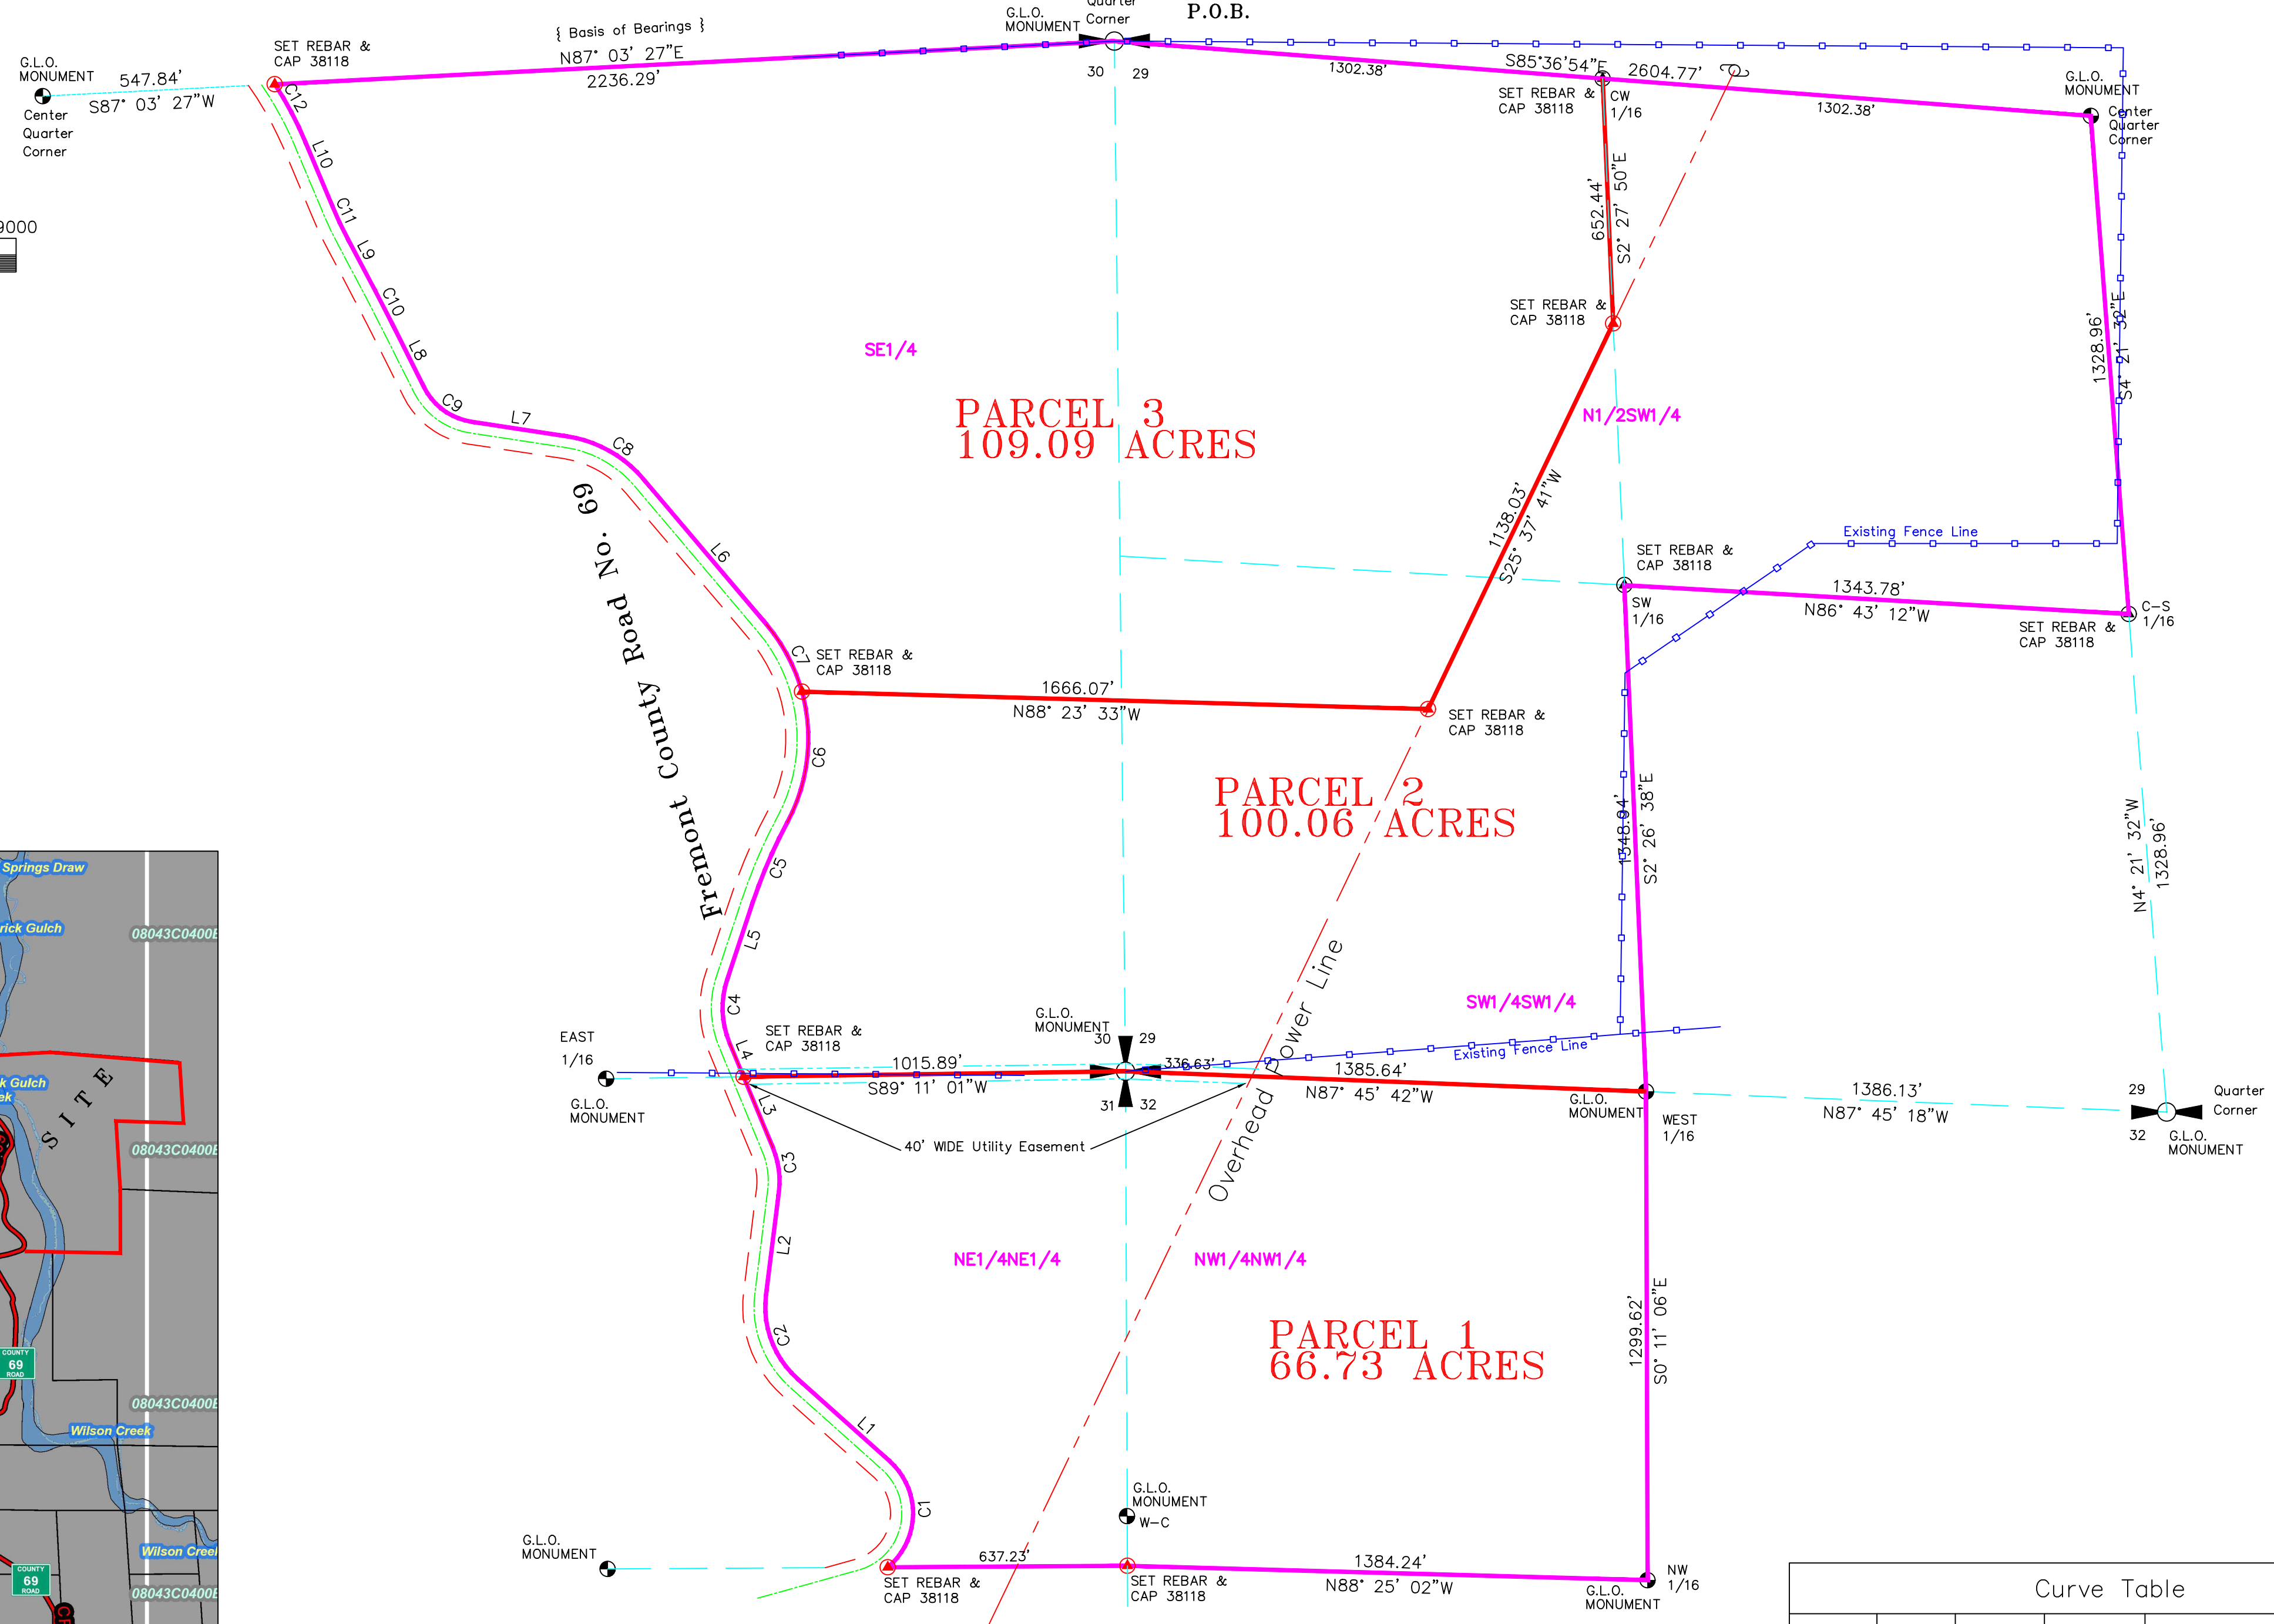 Quarter
Corner
P.O.B.
G.L.O.
MONUMENT
{ Basis of Bearings }
N87° 03' 27"E
2236.29'
SET REBAR &
CAP 38118
G.L.O.
MONUMENT
547.84'
S87° 03' 27"W
Center
Quarter
Corner
30
29
1302.38'
S85°36'54"E
2604.77'
SET REBAR &
CAP 38118
CW
1/16
1302.38'
G.L.O.
MONUMENT
Center
Quarter
Corner
9000
C12
L10
C11
L9
C10
L8
C9
L7
C8
L6
C7
652.44'
S2° 27' 50"E
1328.96'
S4° 21' 32"E
SET REBAR &
CAP 38118
SE1/4
PARCEL 3
109.09 ACRES
N1/2SW1/4
1138.03'
S25° 37' 41"W
Existing Fence Line
SET REBAR &
CAP 38118
SW
1/16
1343.78'
N86° 43' 12"W
C-S
1/16
SET REBAR &
CAP 38118
Fremont County Road No. 69
SET REBAR &
CAP 38118
1666.07'
N88° 23' 33"W
SET REBAR &
CAP 38118
C6
PARCEL 2
100.06 ACRES
S2° 26' 38"E
N4° 21' 32"W
1328.96'
C5
L5
C4
L4
SW1/4SW1/4
Overhead Power Line
EAST
1/16
G.L.O.
MONUMENT
SET REBAR &
CAP 38118
G.L.O.
MONUMENT
30
29
1015.89'
S89° 11' 01"W
336.63'
1385.64'
N87° 45' 42"W
Existing Fence Line
31
32
G.L.O.
MONUMENT
WEST
1/16
1386.13'
N87° 45' 18"W
29
32
Quarter
Corner
G.L.O.
MONUMENT
40' WIDE Utility Easement
L3
C3
L2
C2
L1
C1
NE1/4NE1/4
NW1/4NW1/4
PARCEL 1
66.73 ACRES
1299.62'
S0° 11' 06"E
G.L.O.
MONUMENT
W-C
G.L.O.
MONUMENT
637.23'
SET REBAR &
CAP 38118
SET REBAR &
CAP 38118
1384.24'
N88° 25' 02"W
G.L.O.
MONUMENT
NW
1/16
Curve Table
Springs Draw
rick Gulch
08043C0400E
k Gulch
ek
SITE
08043C0400E
COUNTY
69
ROAD
08043C0400E
Wilson Creek
Wilson Creek
COUNTY
69
ROAD
08043C0400E